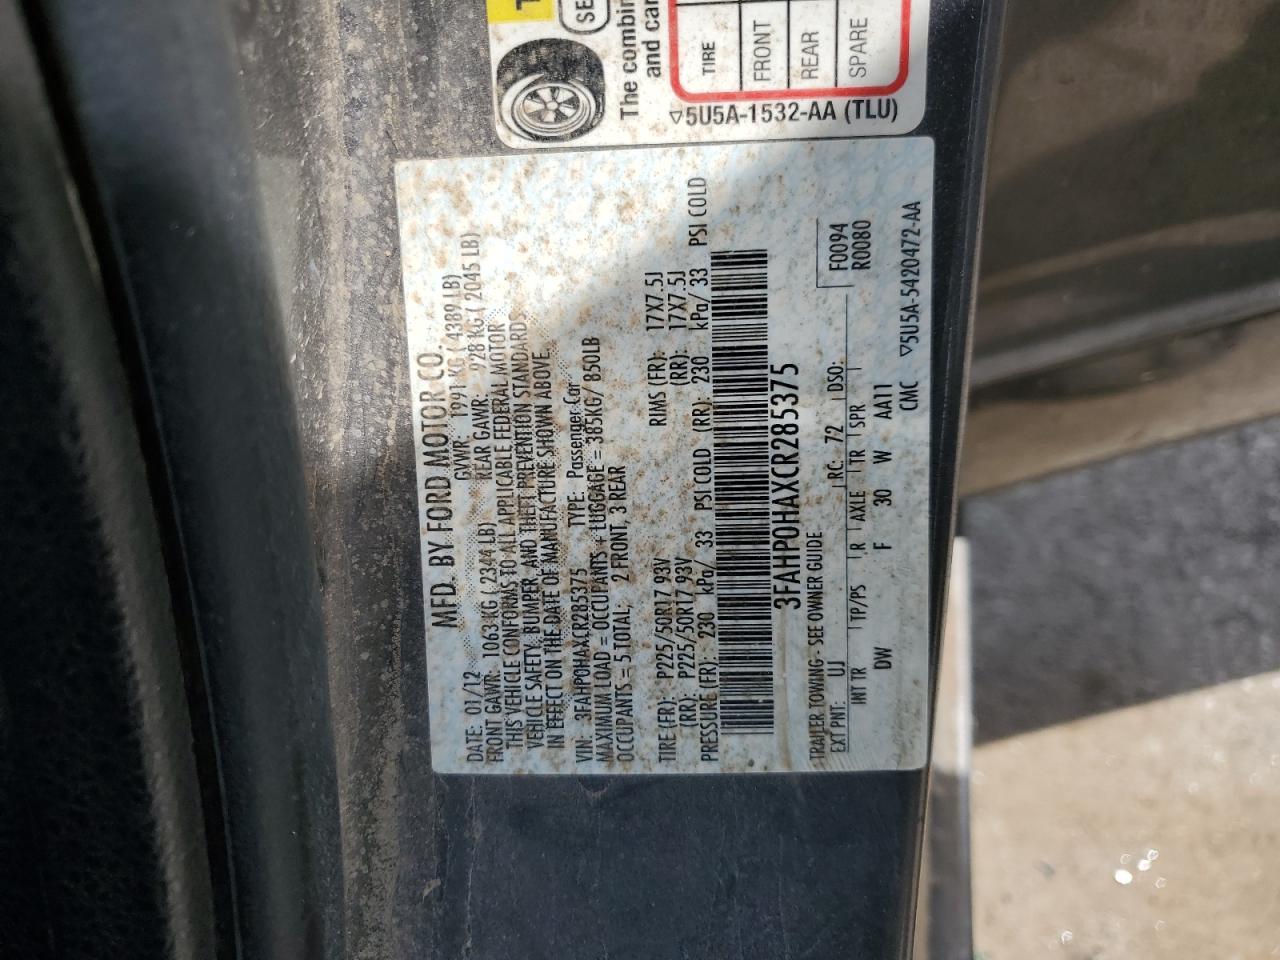 MFD. BY FORD MOTOR CO.
DATE: 01/12 GVWR: 1991 KG ( 4389 LB)
FRONT GAWR: 1063 KG ( 2344 LB) REAR GAWR: 928 KG ( 2045 LB)
THIS VEHICLE CONFORMS TO ALL APPLICABLE FEDERAL MOTOR
VEHICLE SAFETY, BUMPER, AND THEFT PREVENTION STANDARDS
IN EFFECT ON THE DATE OF MANUFACTURE SHOWN ABOVE.
VIN: 3FAHP0HAXCR285375 TYPE: Passenger Car
MAXIMUM LOAD = OCCUPANTS + LUGGAGE = 385KG/ 850LB
OCCUPANTS = 5 TOTAL; 2 FRONT, 3 REAR
TIRE (FR): P225/50R17 93V RIMS (FR): 17X7.5J
(RR): P225/50R17 93V (RR): 17X7.5J
PRESSURE (FR): 230 kPa/ 33 PSI COLD (RR): 230 kPa/ 33 PSI COLD
3FAHP0HAXCR285375
TRAILER TOWING - SEE OWNER GUIDE F0094
EXT PNT: UJ RC: 72 DSO: R0080
INT TR TP/PS R AXLE TR SPR
DW F 30 W AA11
CMC ▽5U5A-5420472-AA
T
SE
The combin
and car
TIRE
FRONT
REAR
SPARE
▽5U5A-1532-AA (TLU)